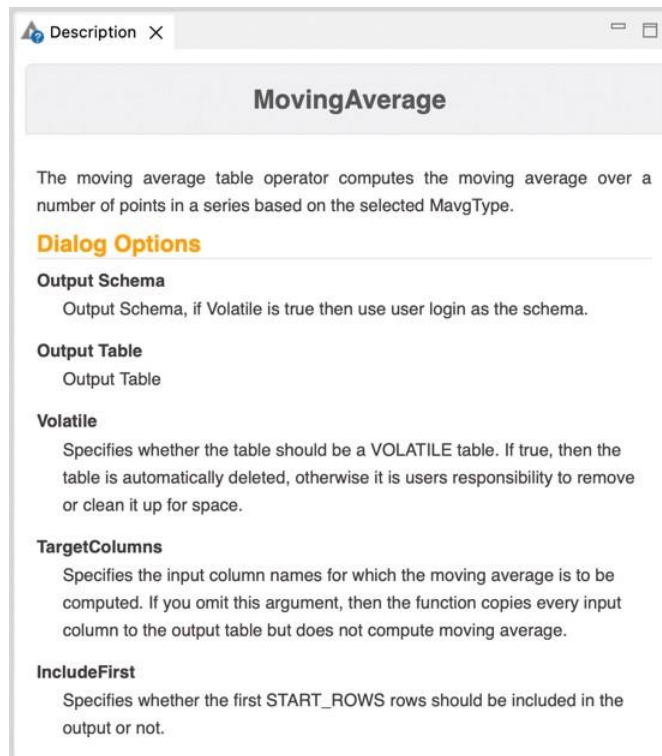 Description
MovingAverage
The moving average table operator computes the moving average over a
number of points in a series based on the selected MavgType.
Dialog Options
Output Schema
Output Schema, if Volatile is true then use user login as the schema.
Output Table
Output Table
Volatile
Specifies whether the table should be a VOLATILE table. If true, then the
table is automatically deleted, otherwise it is users responsibility to remove
or clean it up for space.
TargetColumns
Specifies the input column names for which the moving average is to be
computed. If you omit this argument, then the function copies every input
column to the output table but does not compute moving average.
IncludeFirst
Specifies whether the first START_ROWS rows should be included in the
output or not.